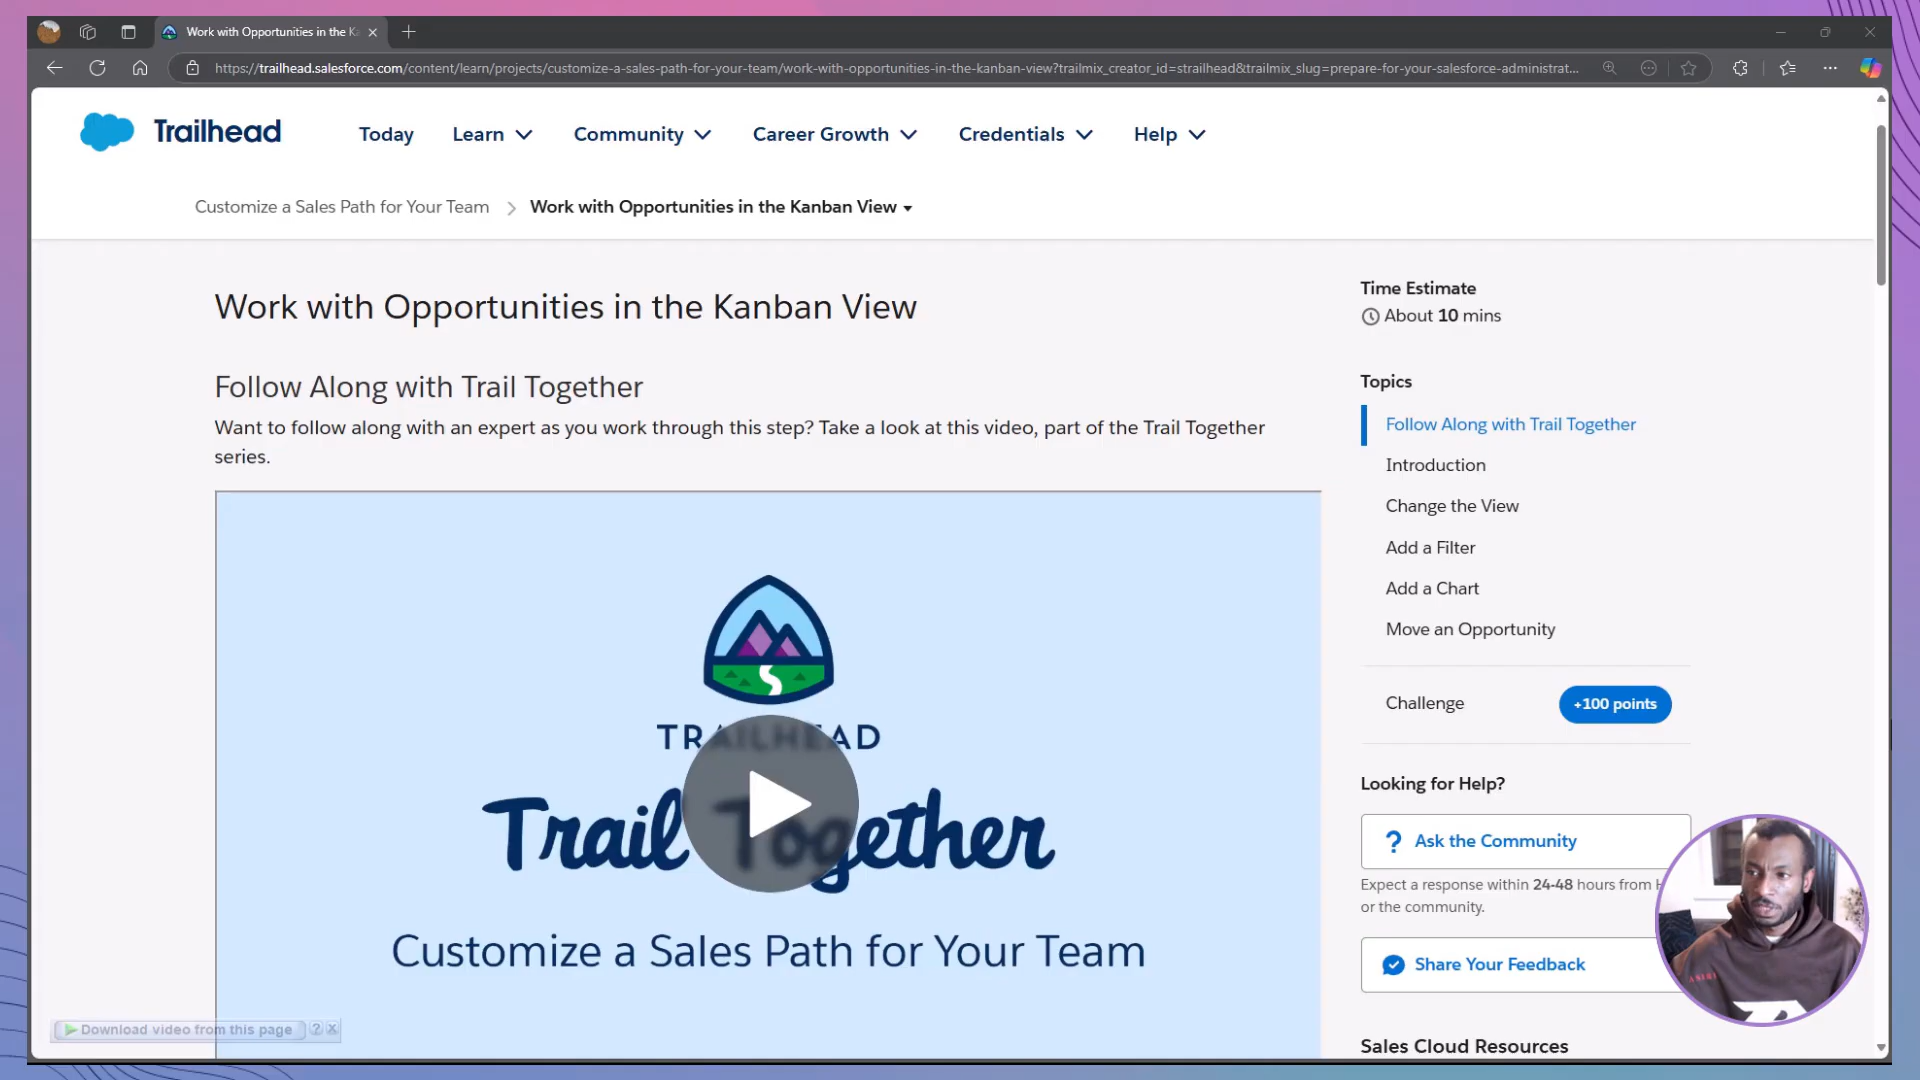 Work with Opportunities in the K
https://trailhead.salesforce.com/content/learn/projects/customize-a-sales-path-for-your-team/work-with-opportunities-in-the-kanban-view?trailmix_creator_id=strailhead&trailmix_slug=prepare-for-your-salesforce-administrat...
Trailhead
Today Learn Community Career Growth Credentials Help
Customize a Sales Path for Your Team > Work with Opportunities in the Kanban View
Work with Opportunities in the Kanban View
Follow Along with Trail Together
Want to follow along with an expert as you work through this step? Take a look at this video, part of the Trail Together
series.
TRAILHEAD
Trail Together
Customize a Sales Path for Your Team
Download video from this page ? X
Time Estimate
About 10 mins
Topics
Follow Along with Trail Together
Introduction
Change the View
Add a Filter
Add a Chart
Move an Opportunity
Challenge +100 points
Looking for Help?
? Ask the Community
Expect a response within 24-48 hours from
or the community.
Share Your Feedback
Sales Cloud Resources